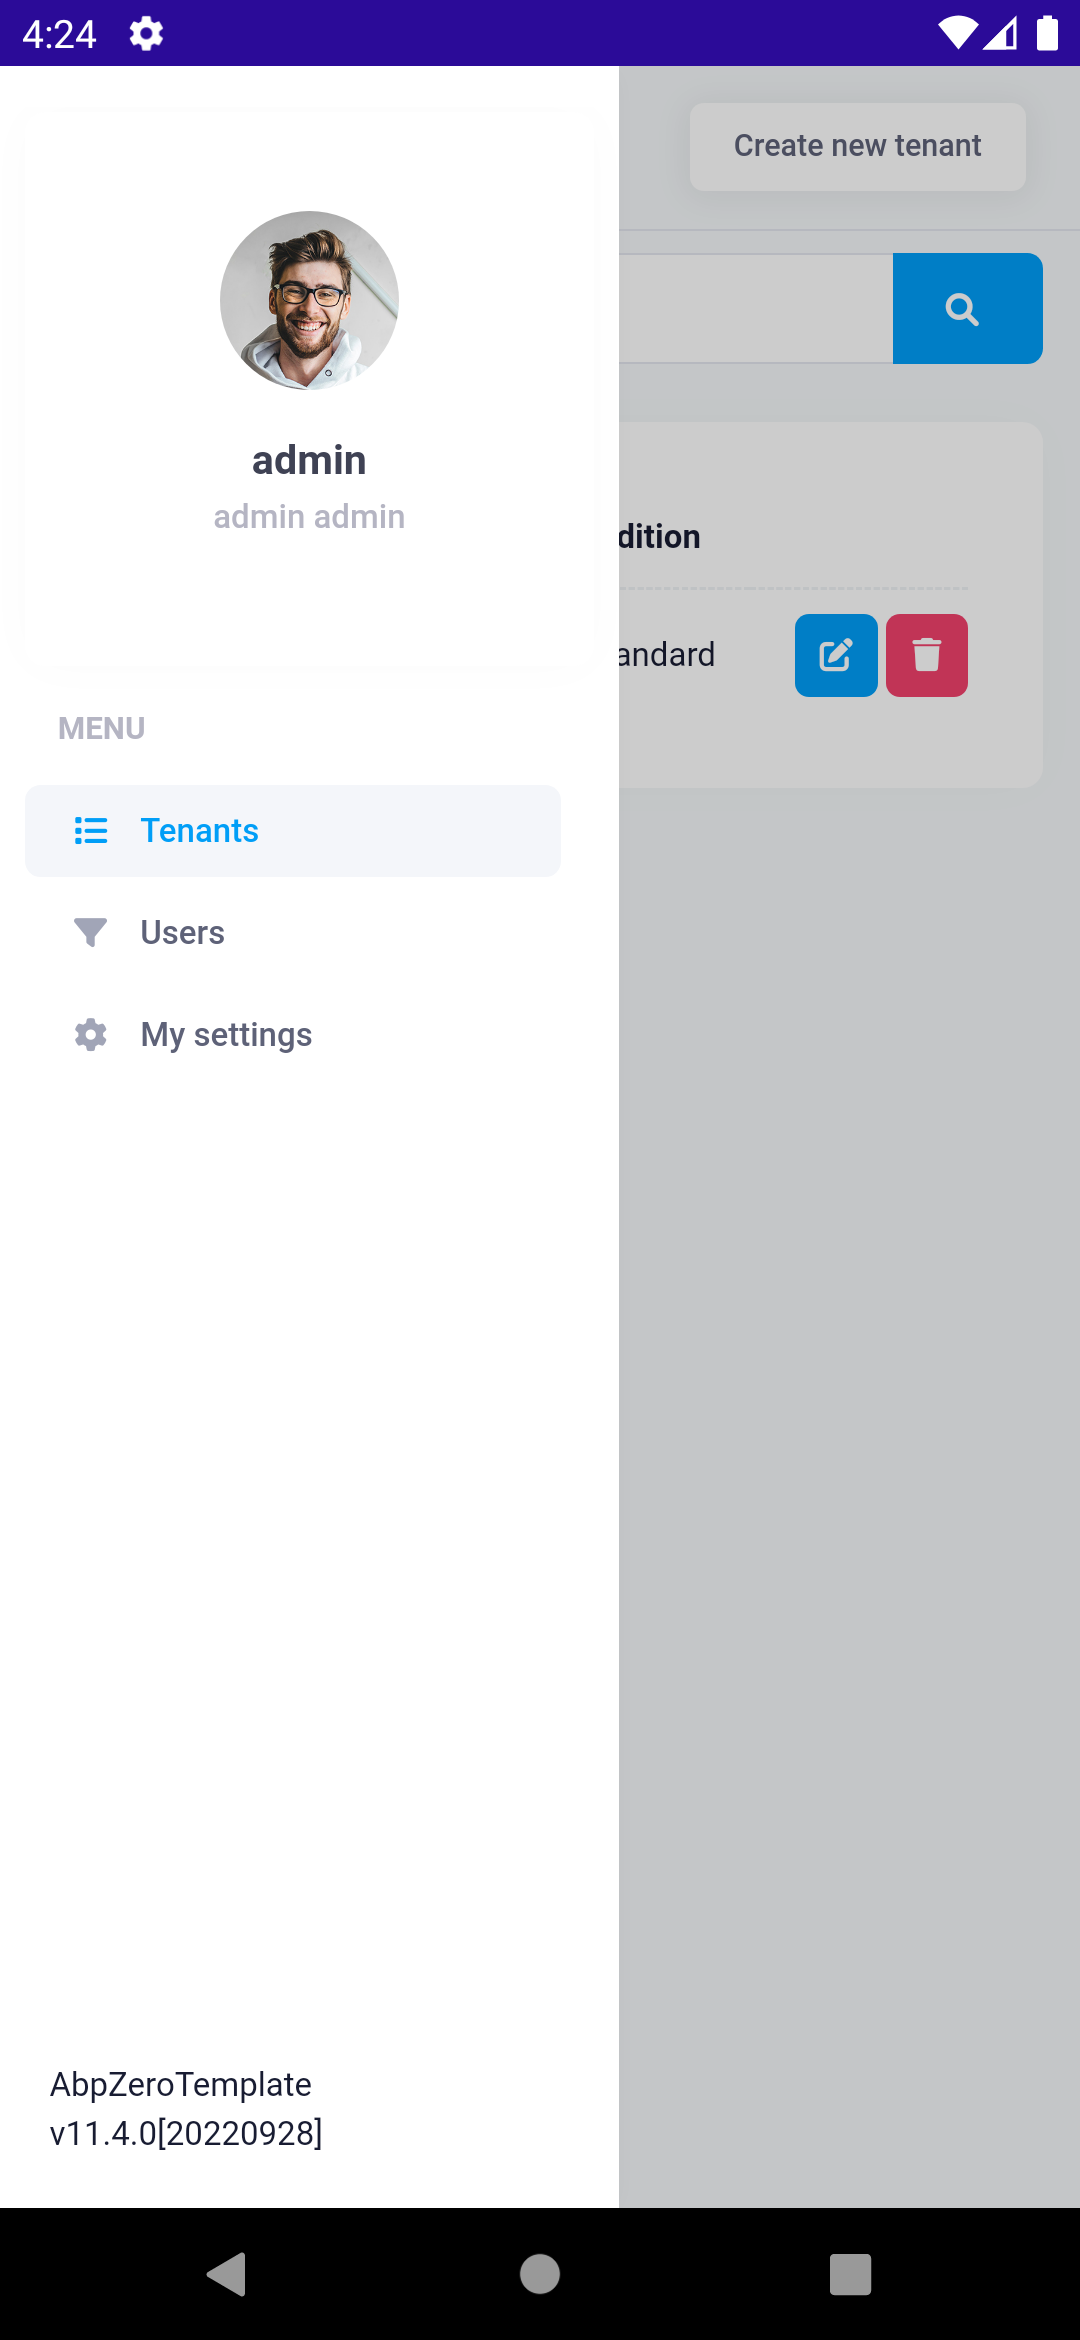 4:24
Create new tenant
admin
admin admin
dition
andard
MENU
Tenants
Users
My settings
AbpZeroTemplate
v11.4.0[20220928]